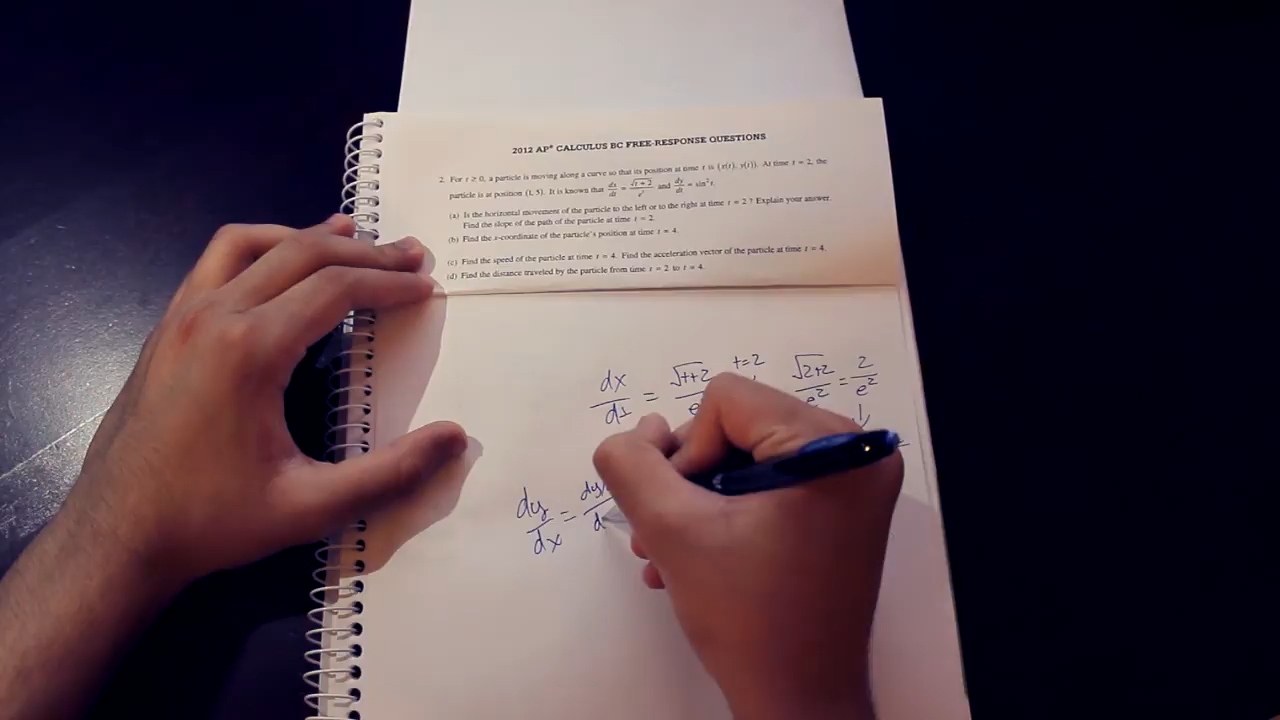 2012 AP® CALCULUS BC FREE-RESPONSE QUESTIONS
2. For t ≥ 0, a particle is moving along a curve so that its position at time t is (x(t), y(t)). At time t = 2, the
particle is at position (1, 5). It is known that dx/dt = √(t + 2)/e^t and dy/dt = sin² t.
(a) Is the horizontal movement of the particle to the left or to the right at time t = 2 ? Explain your answer.
Find the slope of the path of the particle at time t = 2.
(b) Find the x-coordinate of the particle's position at time t = 4.
(c) Find the speed of the particle at time t = 4. Find the acceleration vector of the particle at time t = 4.
(d) Find the distance traveled by the particle from time t = 2 to t = 4.
t=2
dx/dt = √(t+2)/e √(2+2)/e² = 2/e²
dy/dx = dy/d